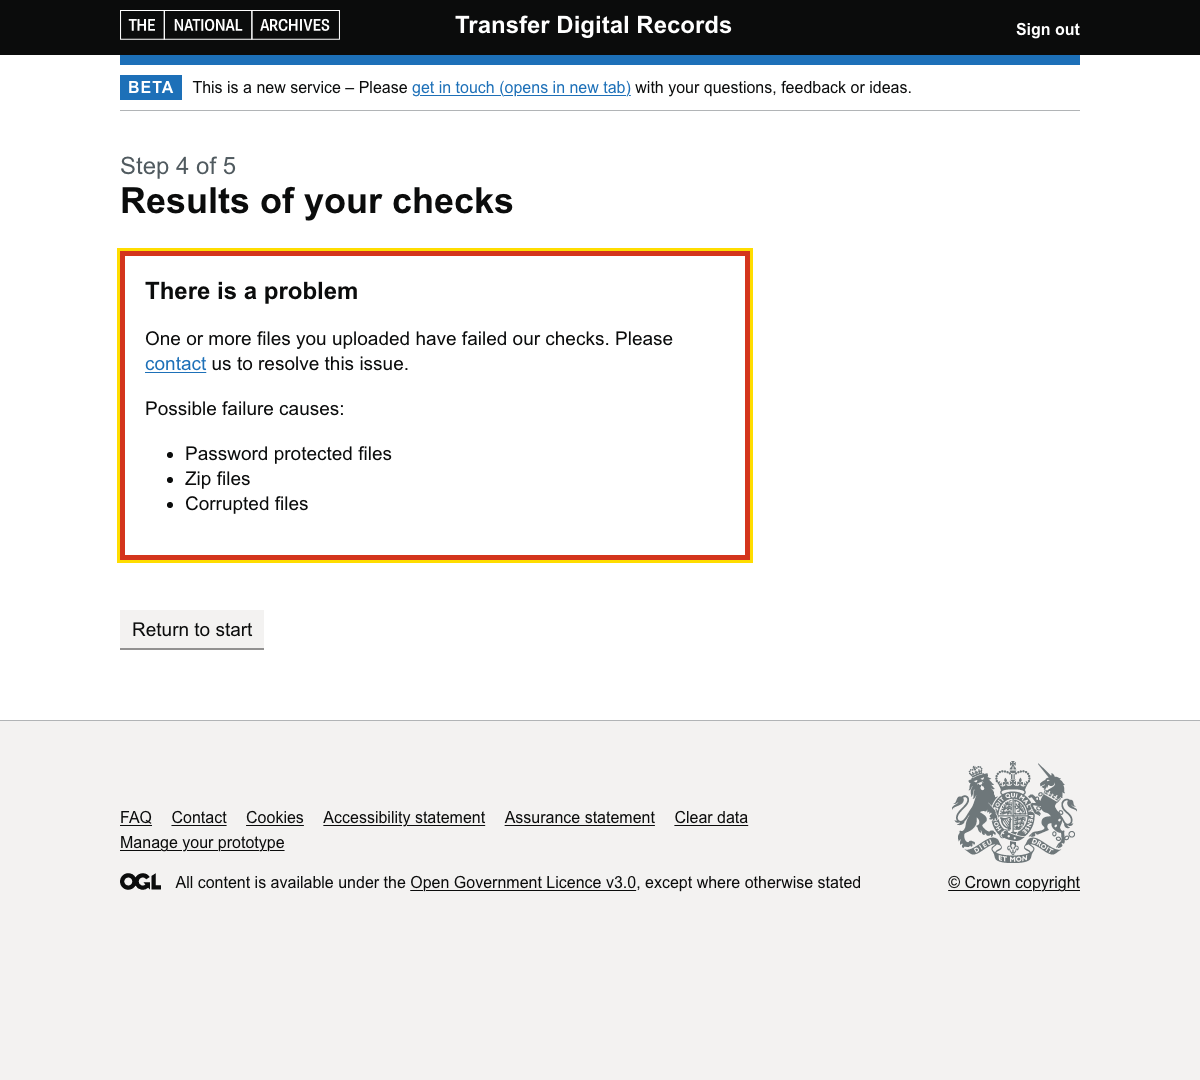 THE NATIONAL ARCHIVES
Transfer Digital Records
Sign out
BETA This is a new service – Please get in touch (opens in new tab) with your questions, feedback or ideas.
Step 4 of 5
Results of your checks
There is a problem
One or more files you uploaded have failed our checks. Please
contact us to resolve this issue.
Possible failure causes:
• Password protected files
• Zip files
• Corrupted files
Return to start
FAQ Contact Cookies Accessibility statement Assurance statement Clear data
Manage your prototype
DIEU ET MON DROIT
OGL All content is available under the Open Government Licence v3.0, except where otherwise stated
© Crown copyright